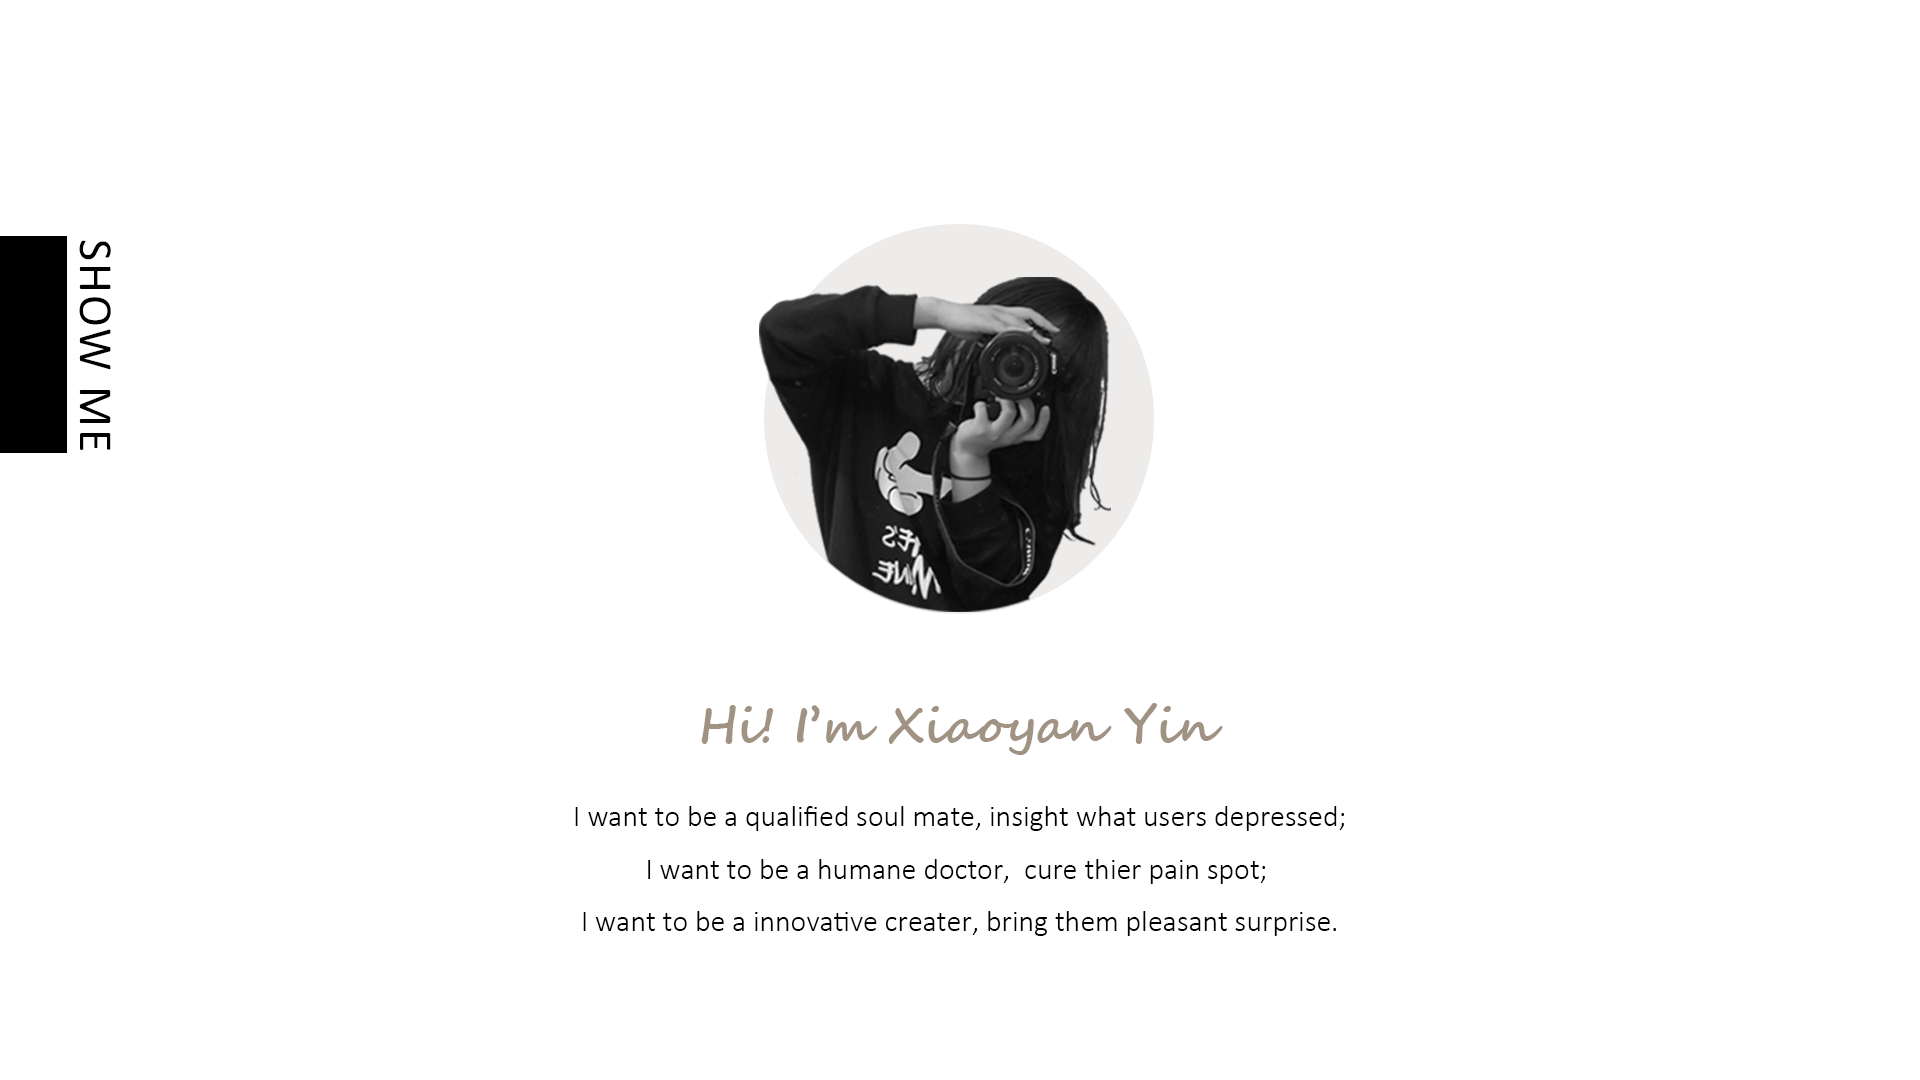 SHOW ME
Hi! I'm Xiaoyan Yin
I want to be a qualified soul mate, insight what users depressed;
I want to be a humane doctor, cure thier pain spot;
I want to be a innovative creater, bring them pleasant surprise.